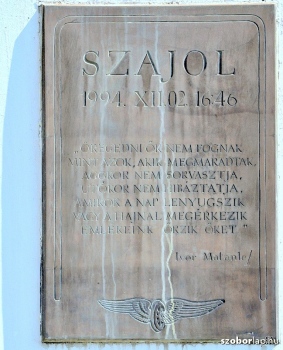 SZAJOL
1994. XII.02. 16:46
„ÖREGEDNI ŐK NEM FOGNAK
MINT AZOK, AKIK MEGMARADTAK,
A KOR NEM SORVASZTJA,
A KOR NEM HIBÁZTATJA,
AMIKOR A NAP LENYUGSZIK
VAGY A HAJNAL MEGÉRKEZIK
EMLÉKEINK ŐRZIK ŐKET."
szoborlap.hu